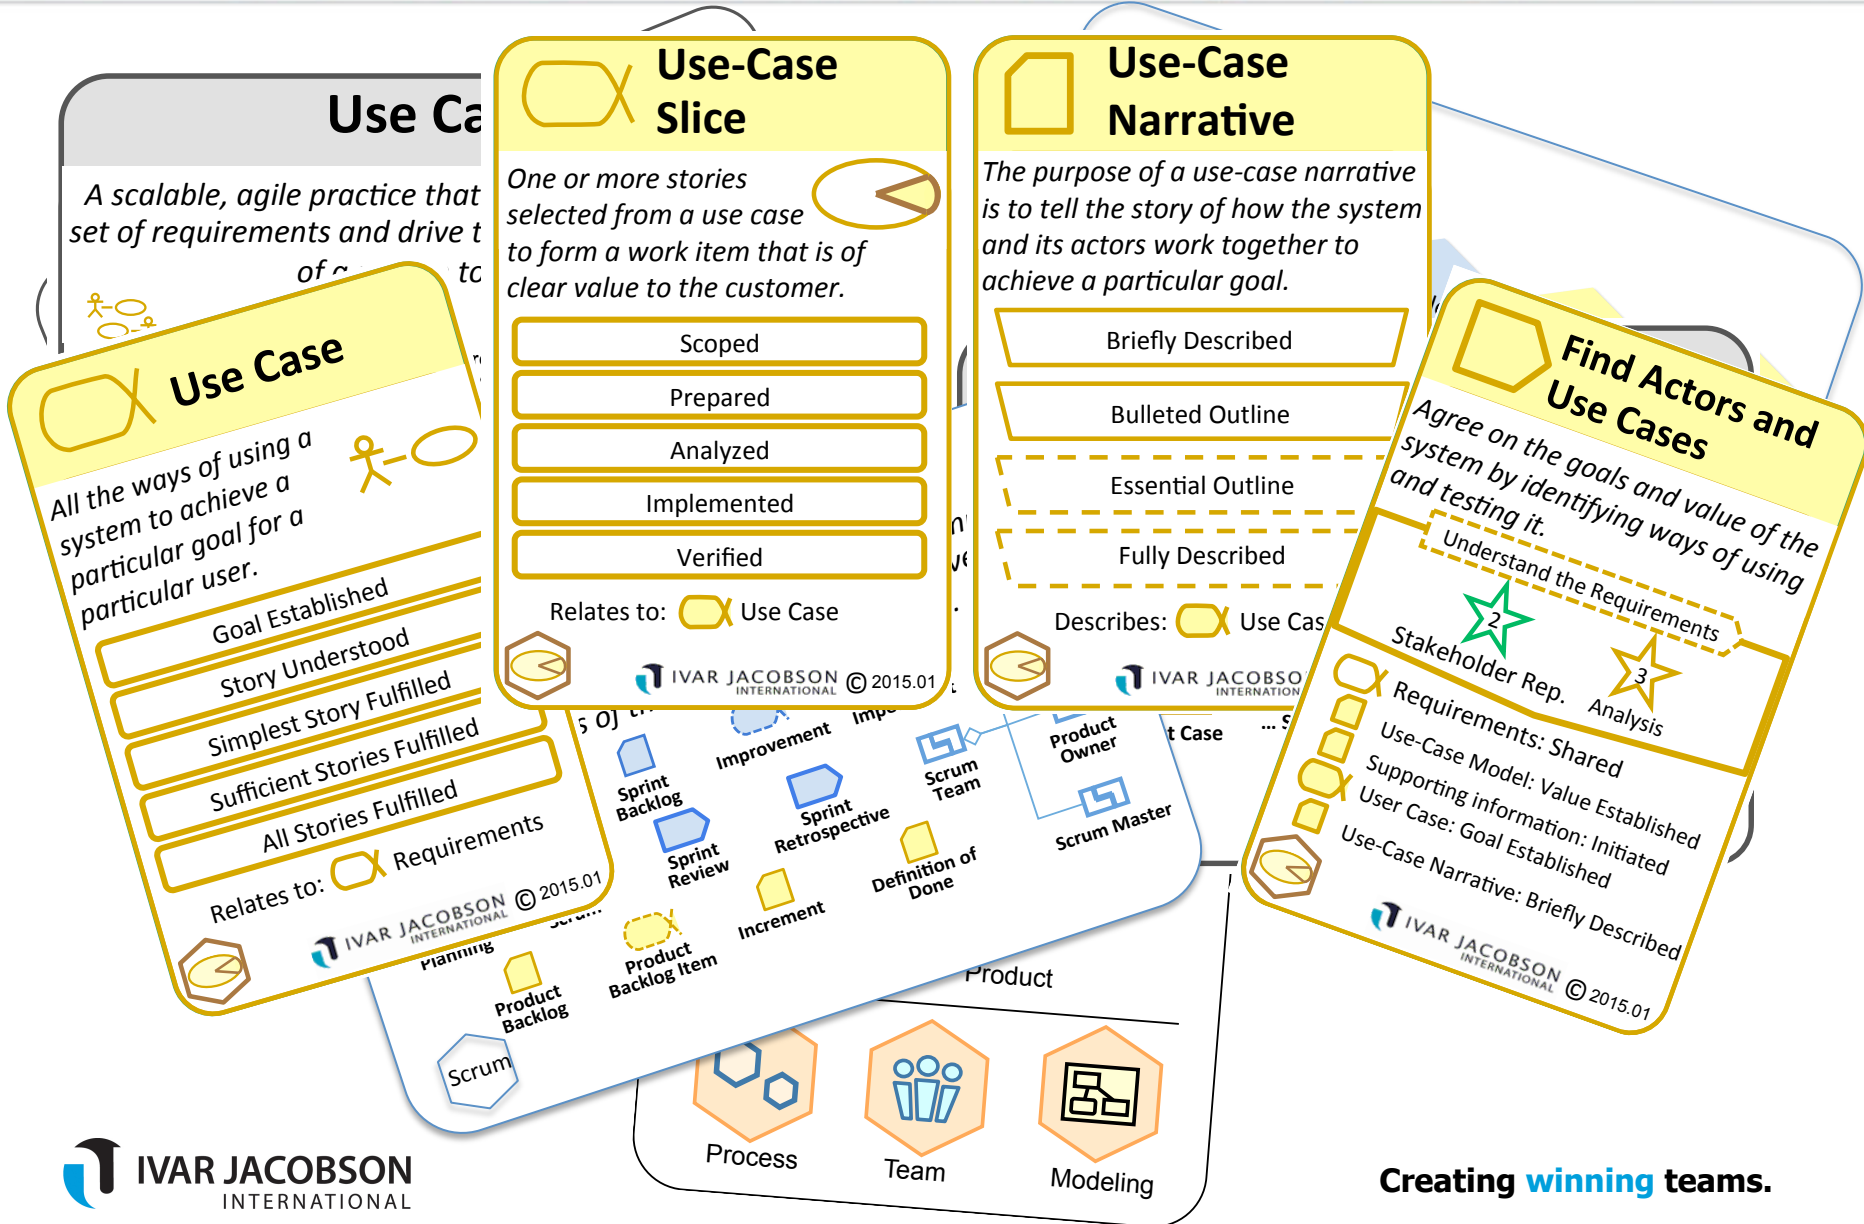 Use Ca
A scalable, agile practice that
set of requirements and drive t
of a
to
Use Case
All the ways of using a
system to achieve a
particular goal for a
particular user.
Goal Established
Story Understood
Simplest Story Fulfilled
Sufficient Stories Fulfilled
All Stories Fulfilled
Relates to: Requirements
IVAR JACOBSON
INTERNATIONAL
© 2015.01
Use-Case
Slice
One or more stories
selected from a use case
to form a work item that is of
clear value to the customer.
Scoped
Prepared
Analyzed
Implemented
Verified
Relates to: Use Case
IVAR JACOBSON
INTERNATIONAL
© 2015.01
Use-Case
Narrative
The purpose of a use-case narrative
is to tell the story of how the system
and its actors work together to
achieve a particular goal.
Briefly Described
Bulleted Outline
Essential Outline
Fully Described
Describes: Use Cas
IVAR JACOBSO
INTERNATIONAL
Find Actors and
Use Cases
Agree on the goals and value of the
system by identifying ways of using
and testing it.
Understand the Requirements
2
Stakeholder Rep.
3
Analysis
Requirements: Shared
Use-Case Model: Value Established
Supporting information: Initiated
User Case: Goal Established
Use-Case Narrative: Briefly Described
IVAR JACOBSON
INTERNATIONAL
© 2015.01
s of th
Improvement
Sprint
Backlog
Sprint
Retrospective
Sprint
Review
Scrum
Team
Product
Owner
Scrum Master
t Case
... S
Definition of
Done
Increment
Planning
Product
Backlog Item
Product
Backlog
Scrum
Product
Process
Team
Modeling
IVAR JACOBSON
INTERNATIONAL
Creating winning teams.